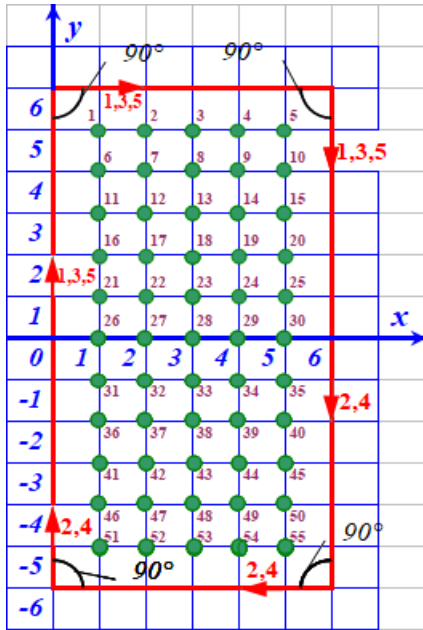 y
90° 90°
6 1,3,5
1 2 3 4 5
5 1,3,5
6 7 8 9 10
4
11 12 13 14 15
3
16 17 18 19 20
2 1,3,5
21 22 23 24 25
1 x
26 27 28 29 30
0 1 2 3 4 5 6
31 32 33 34 35
-1 2,4
36 37 38 39 40
-2
41 42 43 44 45
-3
46 47 48 49 50
-4 2,4
51 52 53 54 55 90°
-5 90° 2,4
-6